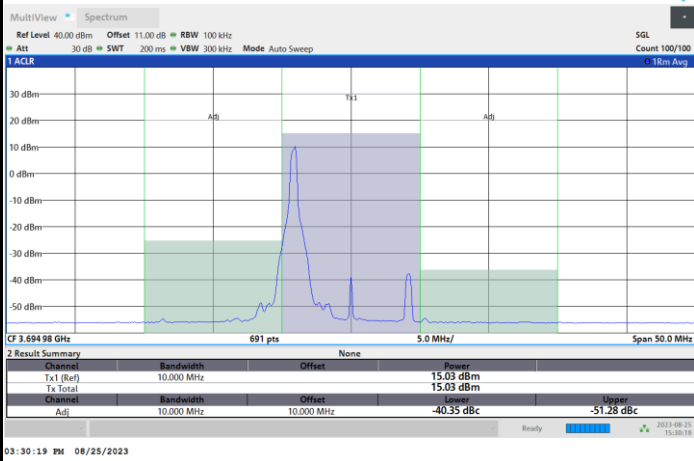 MultiView Spectrum
Ref Level 40.00 dBm Offset 11.00 dB RBW 100 kHz SGL
Att 30 dB SWT 200 ms VBW 300 kHz Mode Auto Sweep Count 100/100
1 ACLR 1Rm Avg
30 dBm
Tx1
20 dBm Adj Adj
10 dBm
0 dBm
-10 dBm
-20 dBm
-30 dBm
-40 dBm
-50 dBm
CF 3.694 98 GHz 691 pts 5.0 MHz/ Span 50.0 MHz
2 Result Summary None
Channel Bandwidth Offset Power
Tx1 (Ref) 10.000 MHz 15.03 dBm
Tx Total 15.03 dBm
Channel Bandwidth Offset Lower Upper
Adj 10.000 MHz 10.000 MHz -40.35 dBc -51.28 dBc
Ready 2023-08-25
15:30:19
03:30:19 PM 08/25/2023